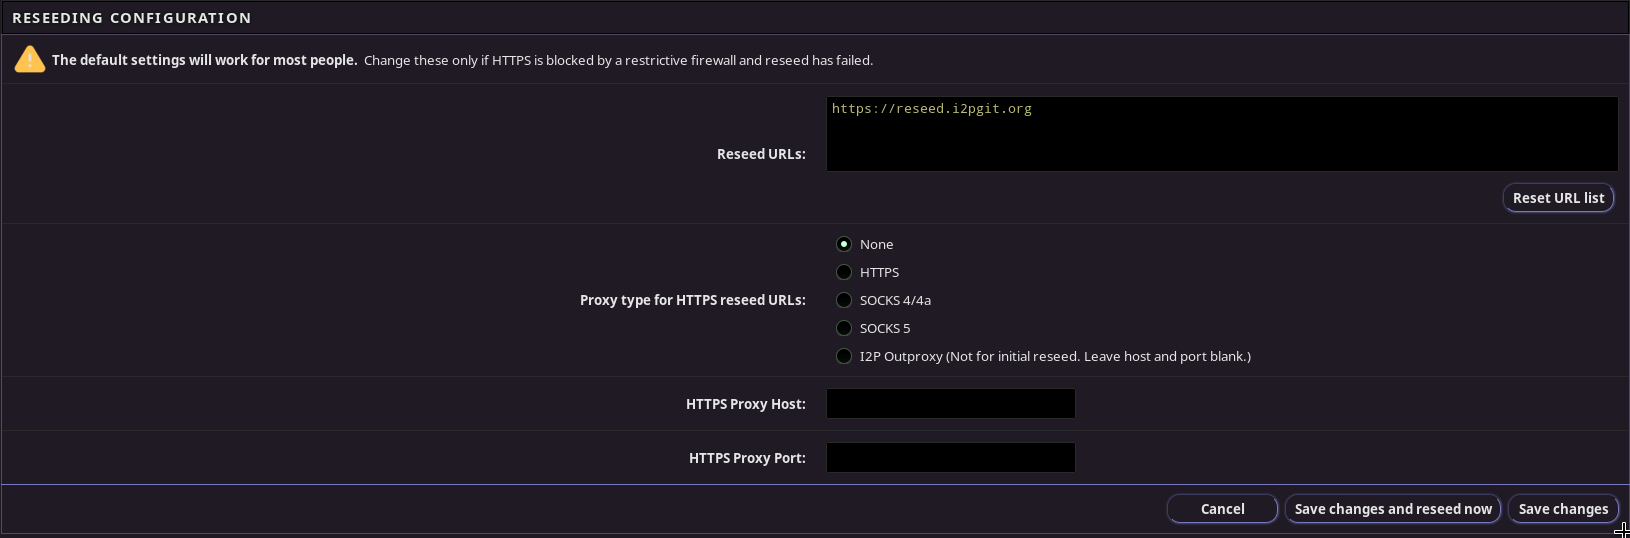 RESEEDING CONFIGURATION
The default settings will work for most people. Change these only if HTTPS is blocked by a restrictive firewall and reseed has failed.
https://reseed.i2pgit.org
Reseed URLs:
Reset URL list
None
HTTPS
Proxy type for HTTPS reseed URLs:
SOCKS 4/4a
SOCKS 5
I2P Outproxy (Not for initial reseed. Leave host and port blank.)
HTTPS Proxy Host:
HTTPS Proxy Port:
Cancel
Save changes and reseed now
Save changes